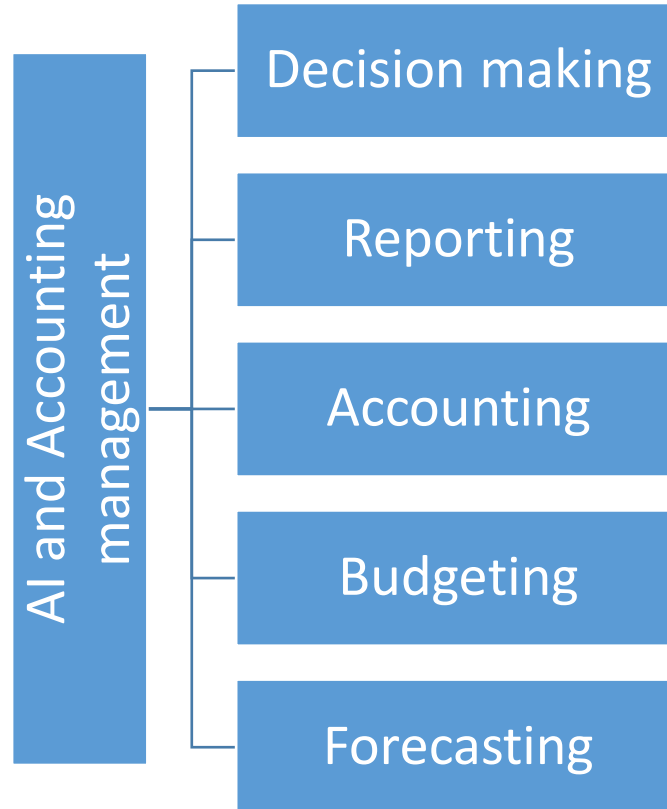 AI and Accounting
management
Decision making
Reporting
Accounting
Budgeting
Forecasting